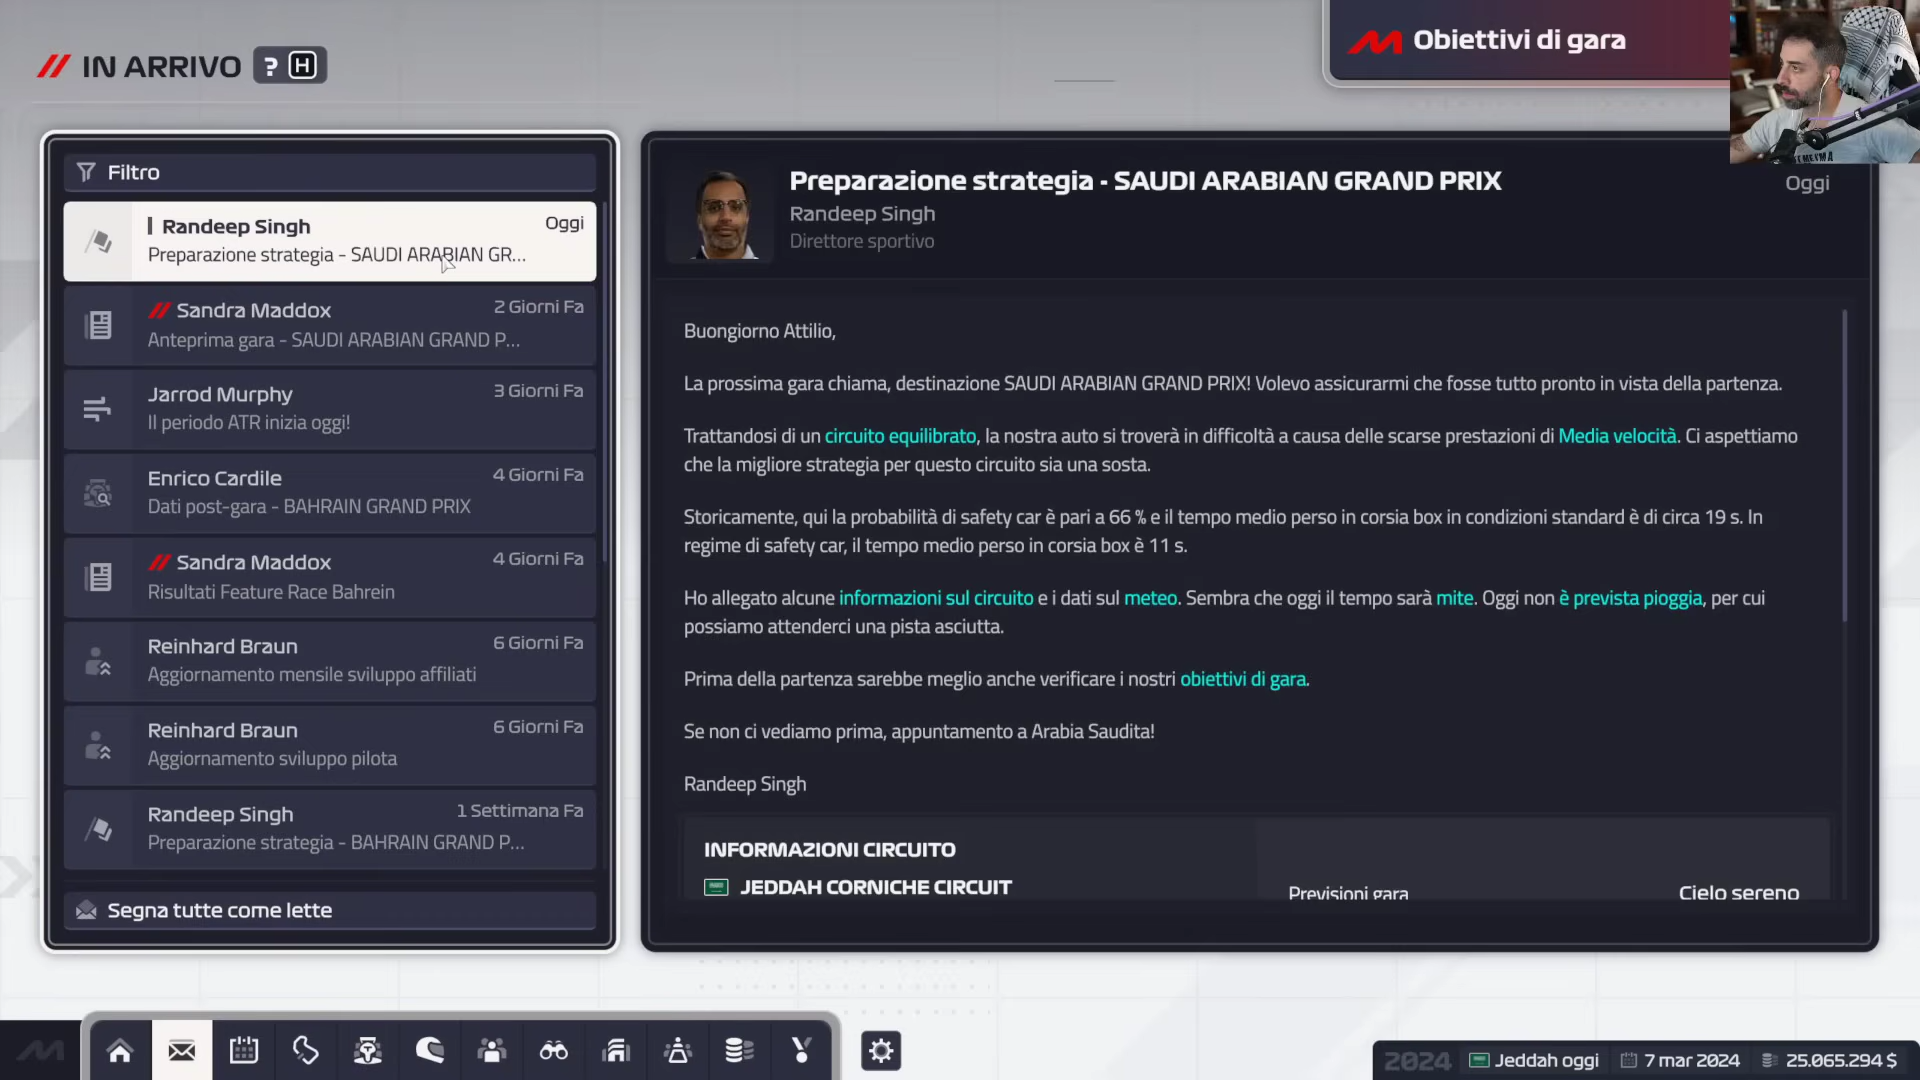 IN ARRIVO ? H
Obiettivi di gara
Filtro
Randeep Singh Oggi
Preparazione strategia - SAUDI ARABIAN GR...
Sandra Maddox 2 Giorni Fa
Anteprima gara - SAUDI ARABIAN GRAND P...
Jarrod Murphy 3 Giorni Fa
Il periodo ATR inizia oggi!
Enrico Cardile 4 Giorni Fa
Dati post-gara - BAHRAIN GRAND PRIX
Sandra Maddox 4 Giorni Fa
Risultati Feature Race Bahrein
Reinhard Braun 6 Giorni Fa
Aggiornamento mensile sviluppo affiliati
Reinhard Braun 6 Giorni Fa
Aggiornamento sviluppo pilota
Randeep Singh 1 Settimana Fa
Preparazione strategia - BAHRAIN GRAND P...
Segna tutte come lette
Preparazione strategia - SAUDI ARABIAN GRAND PRIX Oggi
Randeep Singh
Direttore sportivo
Buongiorno Attilio,
La prossima gara chiama, destinazione SAUDI ARABIAN GRAND PRIX! Volevo assicurarmi che fosse tutto pronto in vista della partenza.
Trattandosi di un circuito equilibrato, la nostra auto si troverà in difficoltà a causa delle scarse prestazioni di Media velocità. Ci aspettiamo
che la migliore strategia per questo circuito sia una sosta.
Storicamente, qui la probabilità di safety car è pari a 66 % e il tempo medio perso in corsia box in condizioni standard è di circa 19 s. In
regime di safety car, il tempo medio perso in corsia box è 11 s.
Ho allegato alcune informazioni sul circuito e i dati sul meteo. Sembra che oggi il tempo sarà mite. Oggi non è prevista pioggia, per cui
possiamo attenderci una pista asciutta.
Prima della partenza sarebbe meglio anche verificare i nostri obiettivi di gara.
Se non ci vediamo prima, appuntamento a Arabia Saudita!
Randeep Singh
INFORMAZIONI CIRCUITO
JEDDAH CORNICHE CIRCUIT
Previsioni gara Cielo sereno
2024 Jeddah oggi 7 mar 2024 25.065.294 $